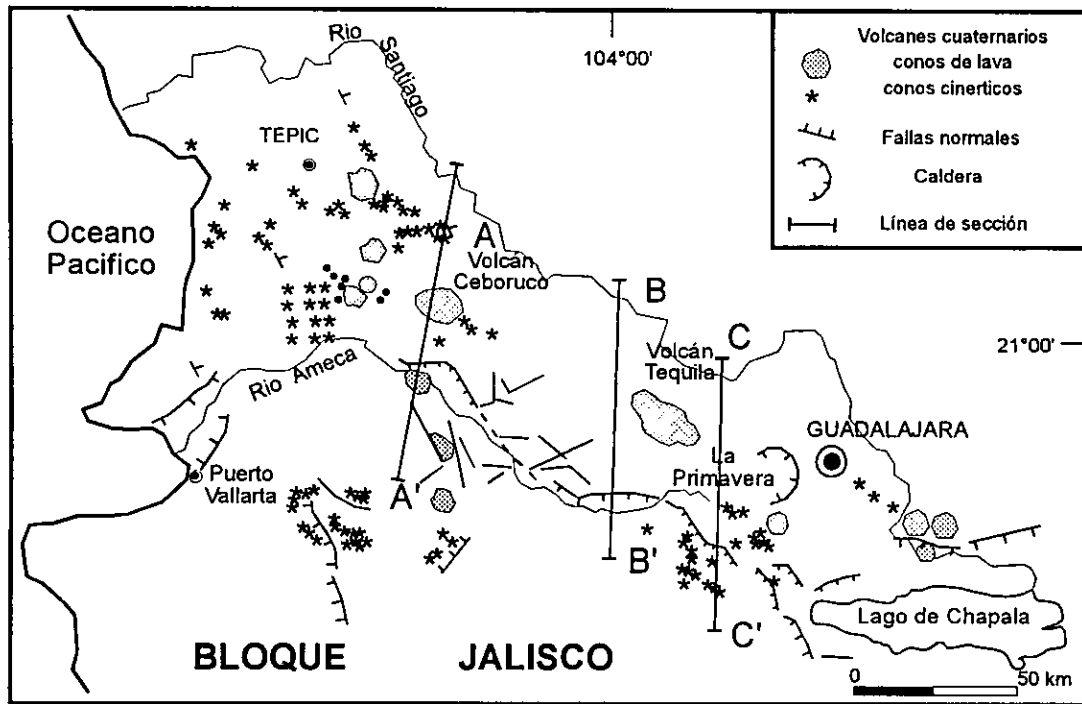 Rio
Santiago
104°00'
Volcanes cuaternarios
conos de lava
conos cinerticos
Fallas normales
Caldera
Línea de sección
TEPIC
Oceano
Pacifico
A
Volcán
Ceboruco
B
C
21°00'
Volcán
Tequila
Rio Ameca
GUADALAJARA
La
Primavera
Puerto
Vallarta
A'
B'
C'
Lago de Chapala
BLOQUE JALISCO
0 50 km